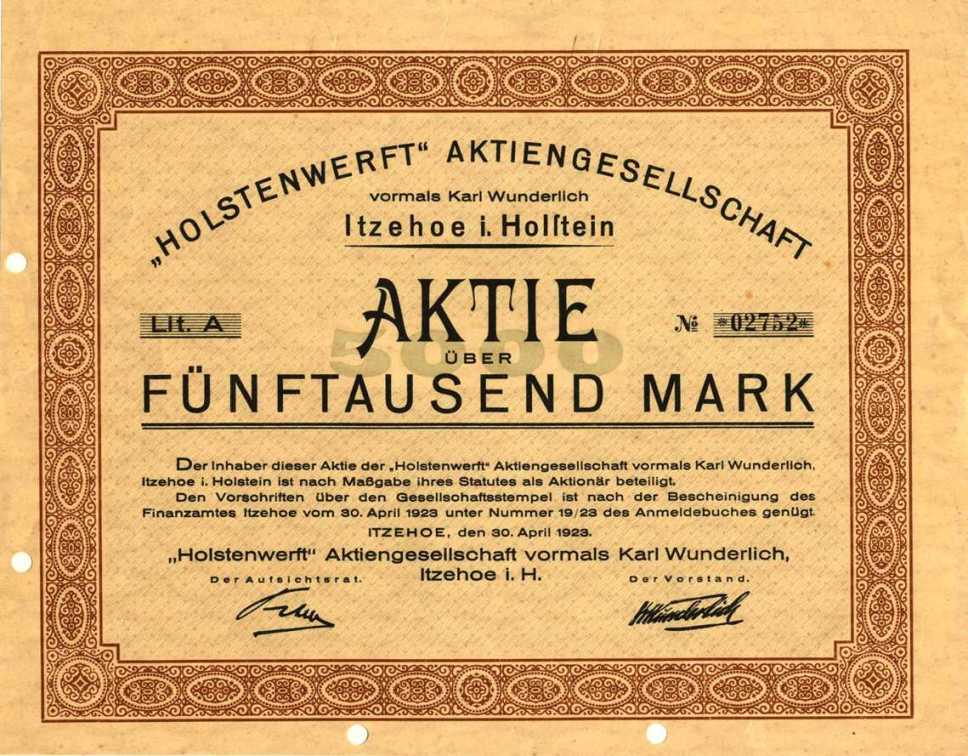 „HOLSTENWERFT“ AKTIENGESELLSCHAFT
vormals Karl Wunderlich
Itzehoe i. Holſtein
AKTIE
Lit. A
№ *02752*
5000
ÜBER
FÜNFTAUSEND MARK
Der Inhaber dieser Aktie der „Holstenwerft“ Aktiengesellschaft vormals Karl Wunderlich,
Itzehoe i. Holstein ist nach Maßgabe ihres Statutes als Aktionär beteiligt.
Den Vorschriften über den Gesellschaftsstempel ist nach der Bescheinigung des
Finanzamtes Itzehoe vom 30. April 1923 unter Nummer 19/23 des Anmeldebuches genügt.
ITZEHOE, den 30. April 1923.
„Holstenwerft“ Aktiengesellschaft vormals Karl Wunderlich,
Itzehoe i. H.
Der Aufsichtsrat.
Der Vorstand.
Wunderlich